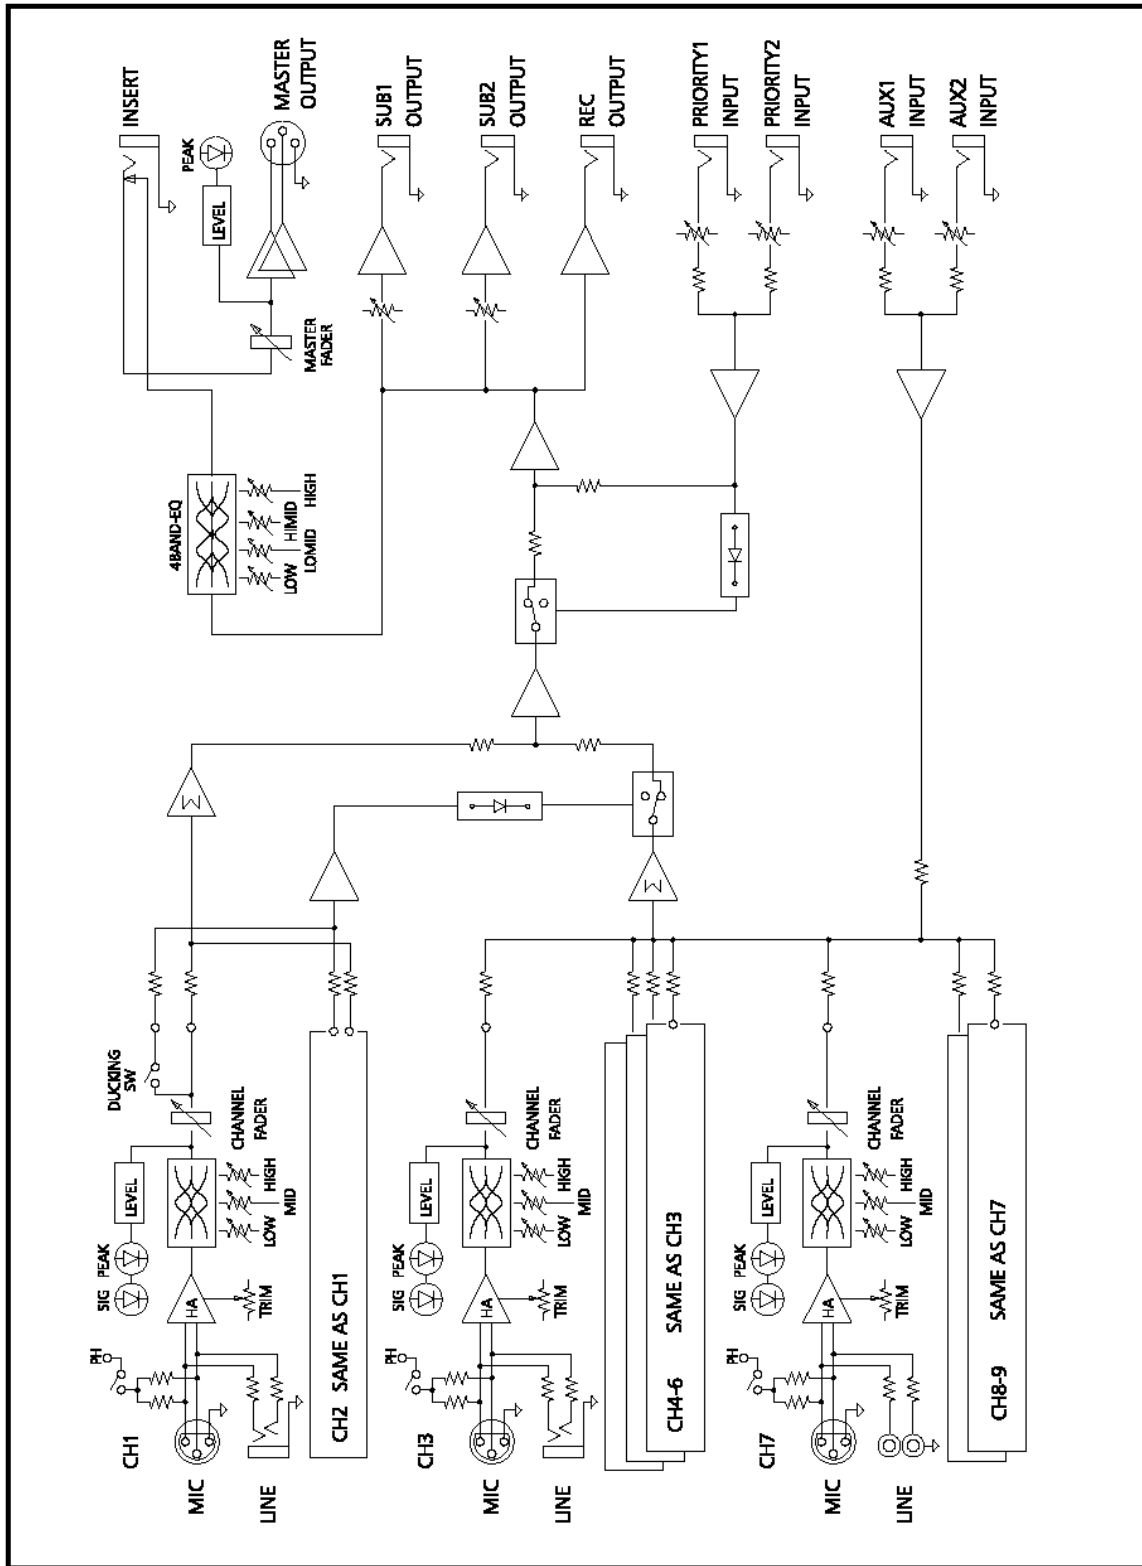 CH1
MIC
LINE
PH
HA
TRIM
SIG
PEAK
LEVEL
LOW
MID
HIGH
CHANNEL
FADER
DUCKING
SW
CH2 SAME AS CH1
CH3
MIC
LINE
PH
HA
TRIM
SIG
PEAK
LEVEL
LOW
MID
HIGH
CHANNEL
FADER
CH4-6 SAME AS CH3
CH7
MIC
LINE
PH
HA
TRIM
SIG
PEAK
LEVEL
LOW
MID
HIGH
CHANNEL
FADER
CH8-9 SAME AS CH7
Σ
Σ
4BAND-EQ
LOW
LOMID
HIMID
HIGH
MASTER
FADER
LEVEL
PEAK
INSERT
MASTER
OUTPUT
SUB1
OUTPUT
SUB2
OUTPUT
REC
OUTPUT
PRIORITY1
INPUT
PRIORITY2
INPUT
AUX1
INPUT
AUX2
INPUT